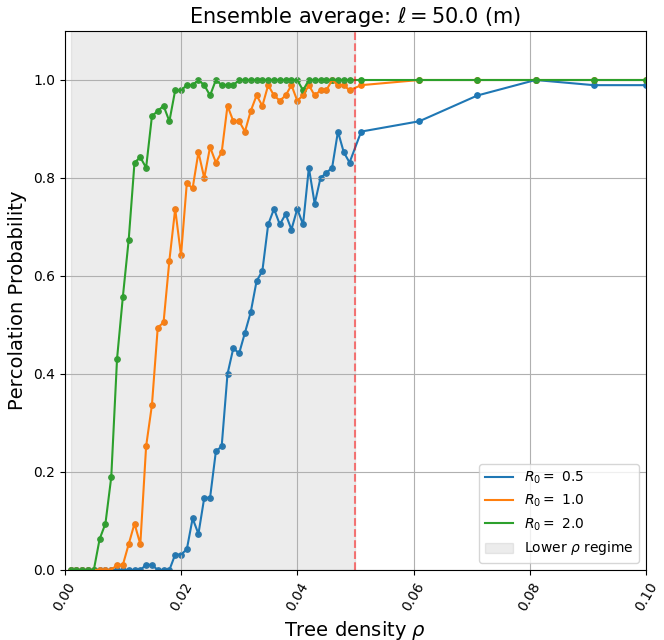 Ensemble average: ℓ = 50.0 (m)
Percolation Probability
1.0
0.8
0.6
0.4
0.2
0.0
0.00
0.02
0.04
0.06
0.08
0.10
Tree density ρ
R₀ = 0.5
R₀ = 1.0
R₀ = 2.0
Lower ρ regime